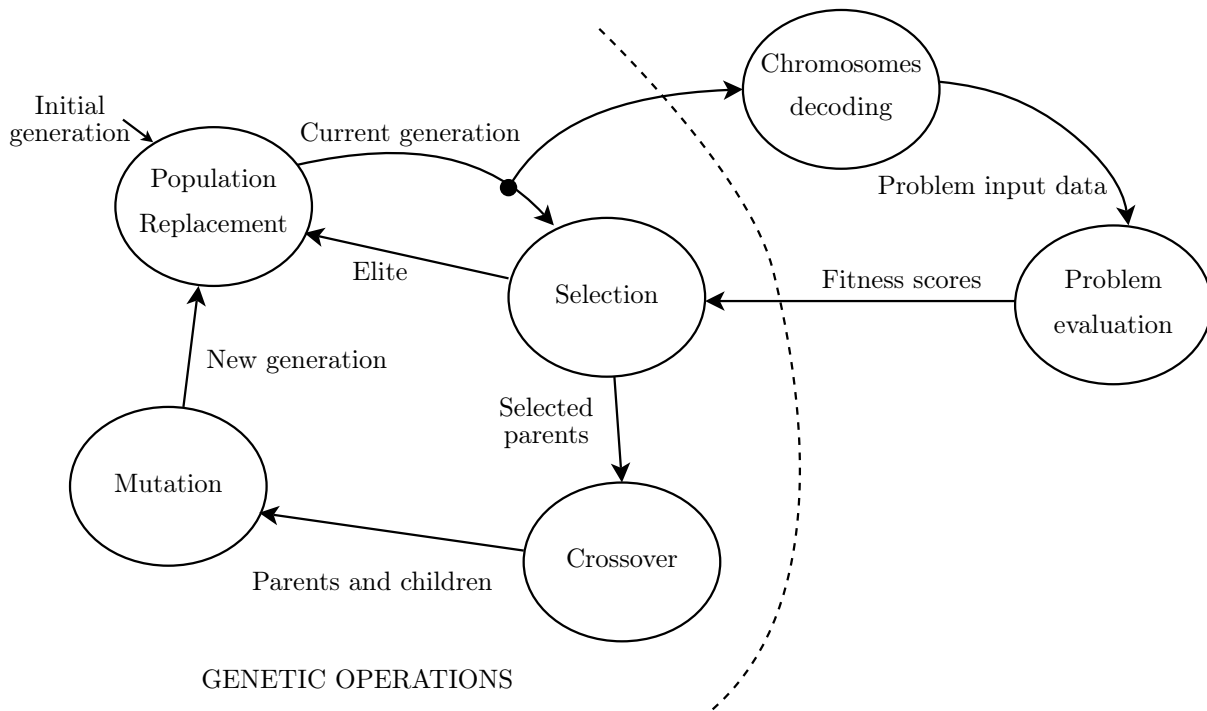 Chromosomes
decoding
Initial
generation
Current generation
Population
Replacement
Problem input data
Elite
Selection
Fitness scores
Problem
evaluation
New generation
Selected
parents
Mutation
Crossover
Parents and children
GENETIC OPERATIONS